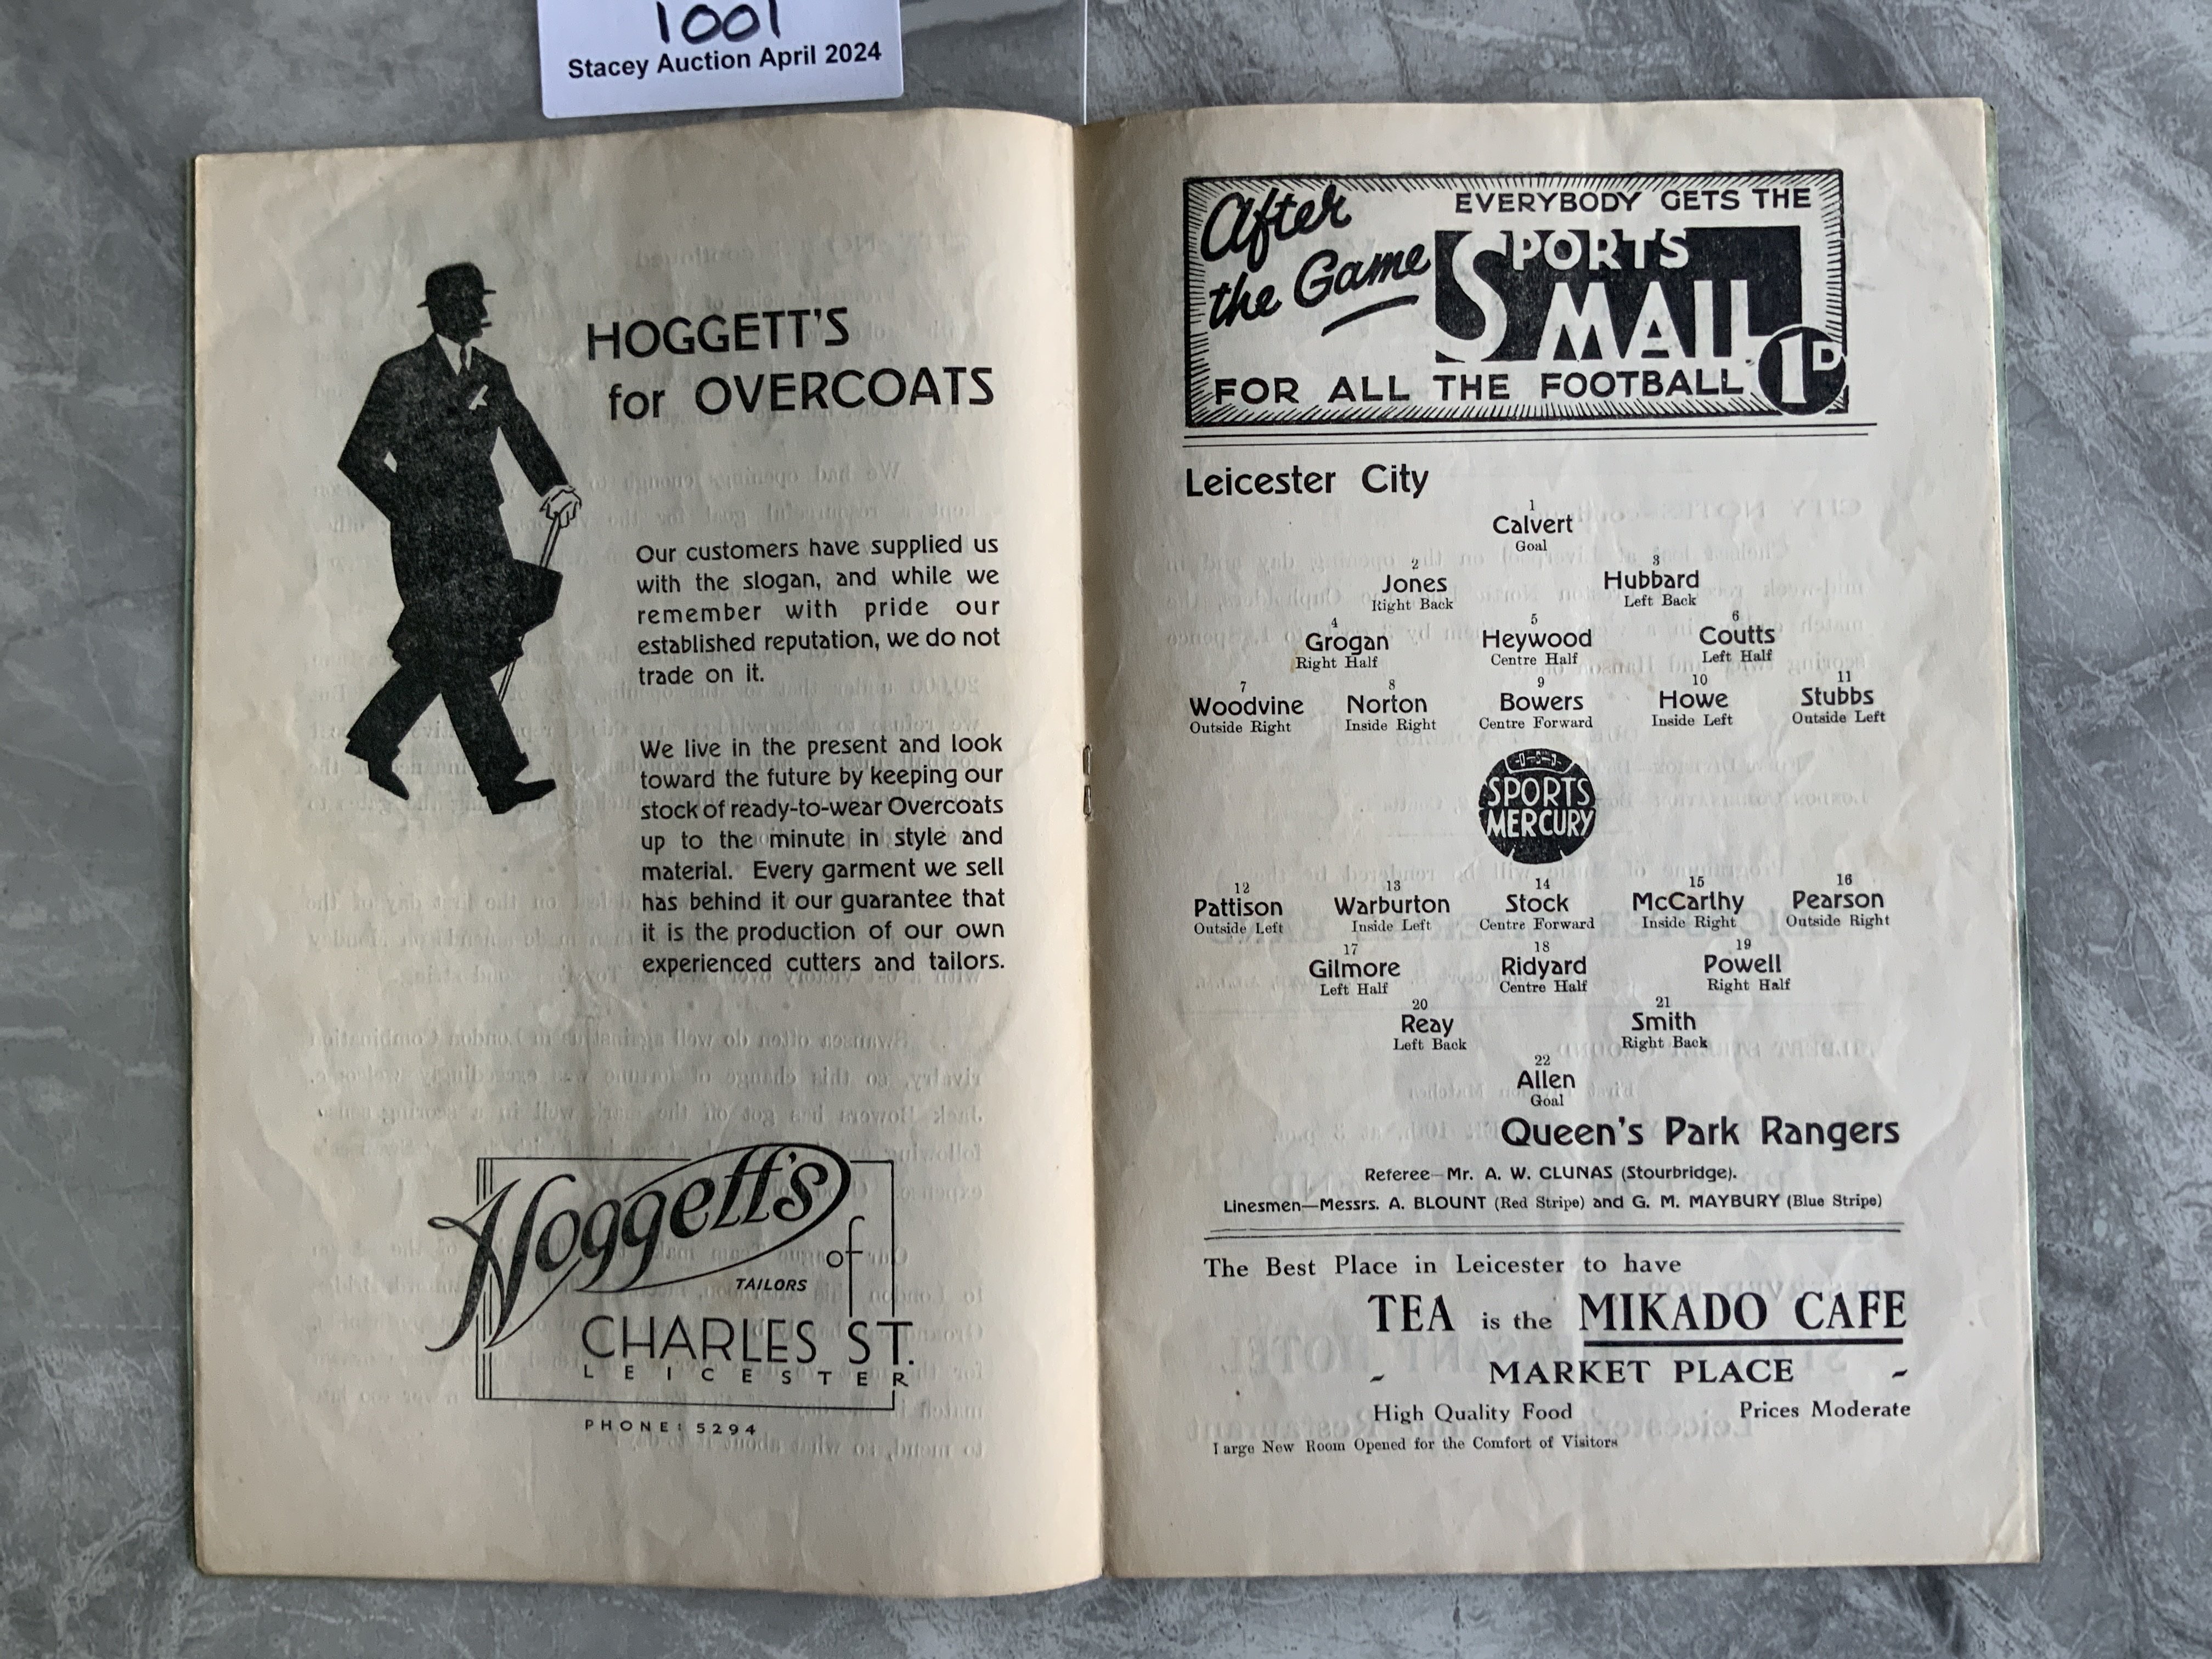 1001
Stacey Auction April 2024
HOGGETT'S
for OVERCOATS
Our customers have supplied us
with the slogan, and while we
remember with pride our
established reputation, we do not
trade on it.
We live in the present and look
toward the future by keeping our
stock of ready-to-wear Overcoats
up to the minute in style and
material. Every garment we sell
has behind it our guarantee that
it is the production of our own
experienced cutters and tailors.
Hoggett's
of
TAILORS
CHARLES ST.
LEICESTER
PHONE: 5294
After
the Game
EVERYBODY GETS THE
SPORTS
MAIL
1D
FOR ALL THE FOOTBALL
Leicester City
1
Calvert
Goal
2 3
Jones Hubbard
Right Back Left Back
4 5 6
Grogan Heywood Coutts
Right Half Centre Half Left Half
7 8 9 10 11
Woodvine Norton Bowers Howe Stubbs
Outside Right Inside Right Centre Forward Inside Left Outside Left
SPORTS
MERCURY
12 13 14 15 16
Pattison Warburton Stock McCarthy Pearson
Outside Left Inside Left Centre Forward Inside Right Outside Right
17 18 19
Gilmore Ridyard Powell
Left Half Centre Half Right Half
20 21
Reay Smith
Left Back Right Back
22
Allen
Goal
Queen's Park Rangers
Referee—Mr. A. W. CLUNAS (Stourbridge).
Linesmen—Messrs. A. BLOUNT (Red Stripe) and G. M. MAYBURY (Blue Stripe)
The Best Place in Leicester to have
TEA is the MIKADO CAFE
- MARKET PLACE -
High Quality Food Prices Moderate
Large New Room Opened for the Comfort of Visitors